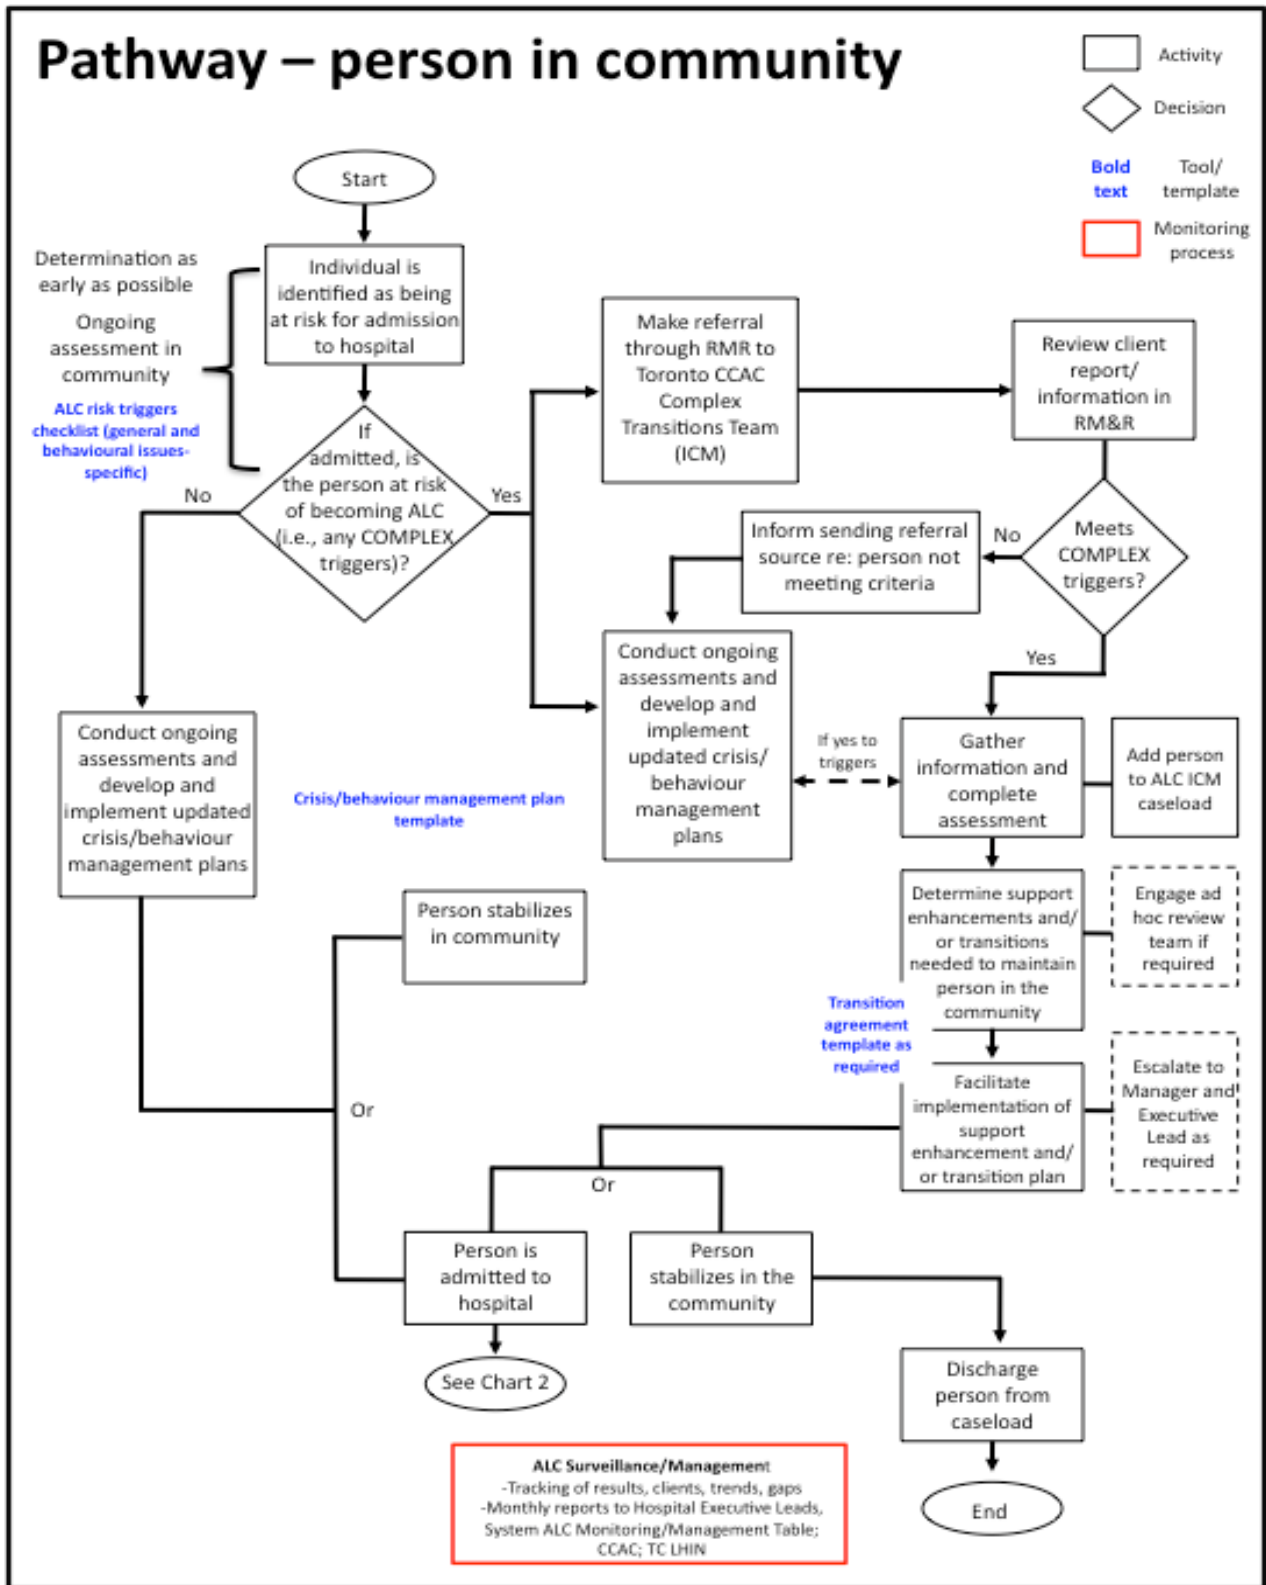 Pathway – person in community
Activity
Decision
Bold
text
Tool/
template
Monitoring
process
Start
Determination as
early as possible
Ongoing
assessment in
community
ALC risk triggers
checklist (general and
behavioural issues-
specific)
Individual is
identified as being
at risk for admission
to hospital
If
admitted, is
the person at risk
of becoming ALC
(i.e., any COMPLEX
triggers)?
No
Yes
Make referral
through RMR to
Toronto CCAC
Complex
Transitions Team
(ICM)
Review client
report/
information in
RM&R
Meets
COMPLEX
triggers?
No
Yes
Inform sending referral
source re: person not
meeting criteria
Conduct ongoing
assessments and
develop and
implement updated
crisis/behaviour
management plans
Crisis/behaviour management plan
template
Conduct ongoing
assessments and
develop and
implement
updated crisis/
behaviour
management
plans
If yes to
triggers
Gather
information and
complete
assessment
Add person
to ALC ICM
caseload
Person stabilizes
in community
Determine support
enhancements and/
or transitions
needed to maintain
person in the
community
Engage ad
hoc review
team if
required
Transition
agreement
template as
required
Facilitate
implementation of
support
enhancement and/
or transition plan
Escalate to
Manager and
Executive
Lead as
required
Or
Or
Person is
admitted to
hospital
Person
stabilizes in the
community
See Chart 2
Discharge
person from
caseload
End
ALC Surveillance/Management
-Tracking of results, clients, trends, gaps
-Monthly reports to Hospital Executive Leads,
System ALC Monitoring/Management Table;
CCAC; TC LHIN